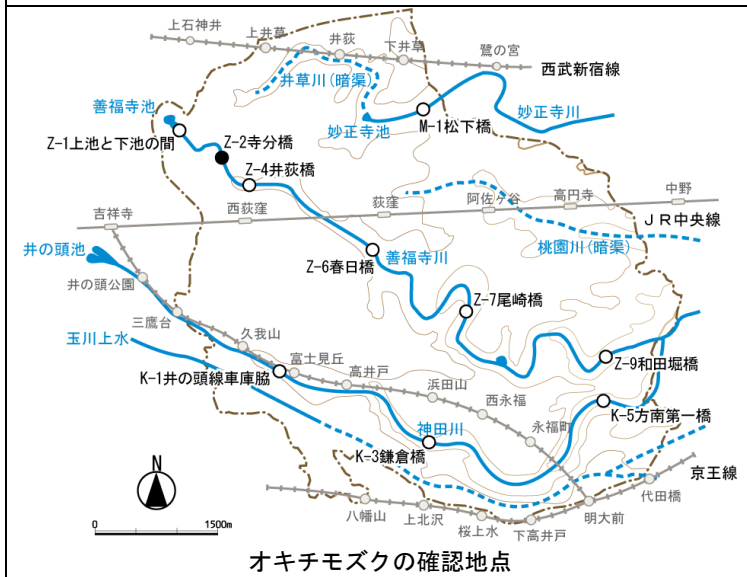 上石神井
上井草
井荻
下井草
鷺の宮
西武新宿線
井草川(暗渠)
善福寺池
妙正寺池
妙正寺川
M-1松下橋
Z-1上池と下池の間
Z-2寺分橋
Z-4井荻橋
吉祥寺
西荻窪
荻窪
阿佐ヶ谷
高円寺
中野
JR中央線
桃園川(暗渠)
井の頭池
井の頭公園
善福寺川
Z-6春日橋
Z-7尾崎橋
三鷹台
久我山
玉川上水
富士見丘
高井戸
浜田山
西永福
永福町
Z-9和田堀橋
K-1井の頭線車庫脇
K-5方南第一橋
神田川
K-3鎌倉橋
京王線
代田橋
明大前
下高井戸
桜上水
上北沢
八幡山
N
0
1500m
オキチモズクの確認地点